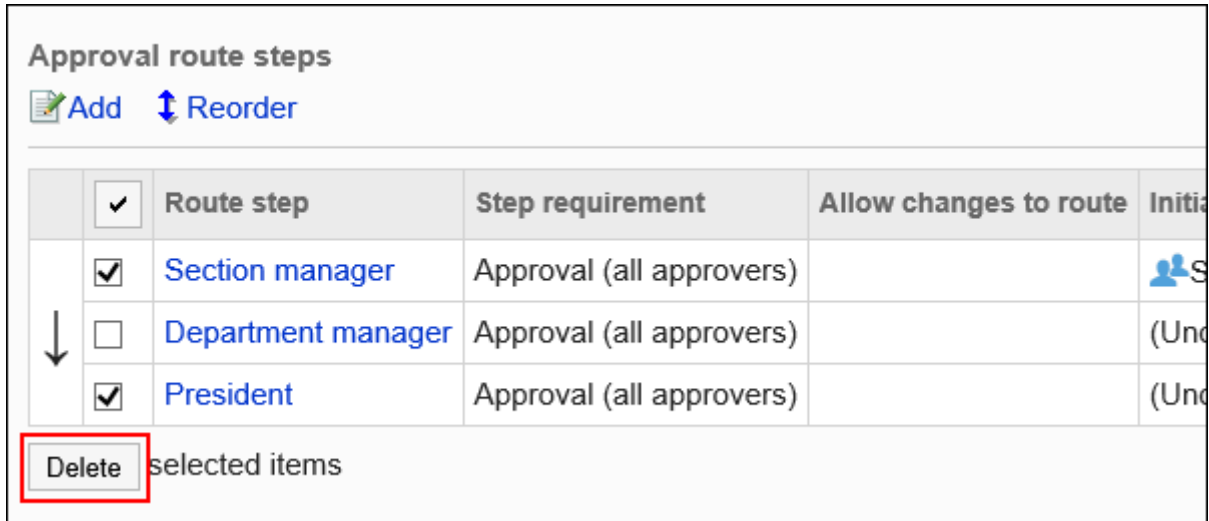 Approval route steps
Add Reorder
Route step Step requirement Allow changes to route
Section manager Approval (all approvers)
Department manager Approval (all approvers)
President Approval (all approvers)
Delete selected items